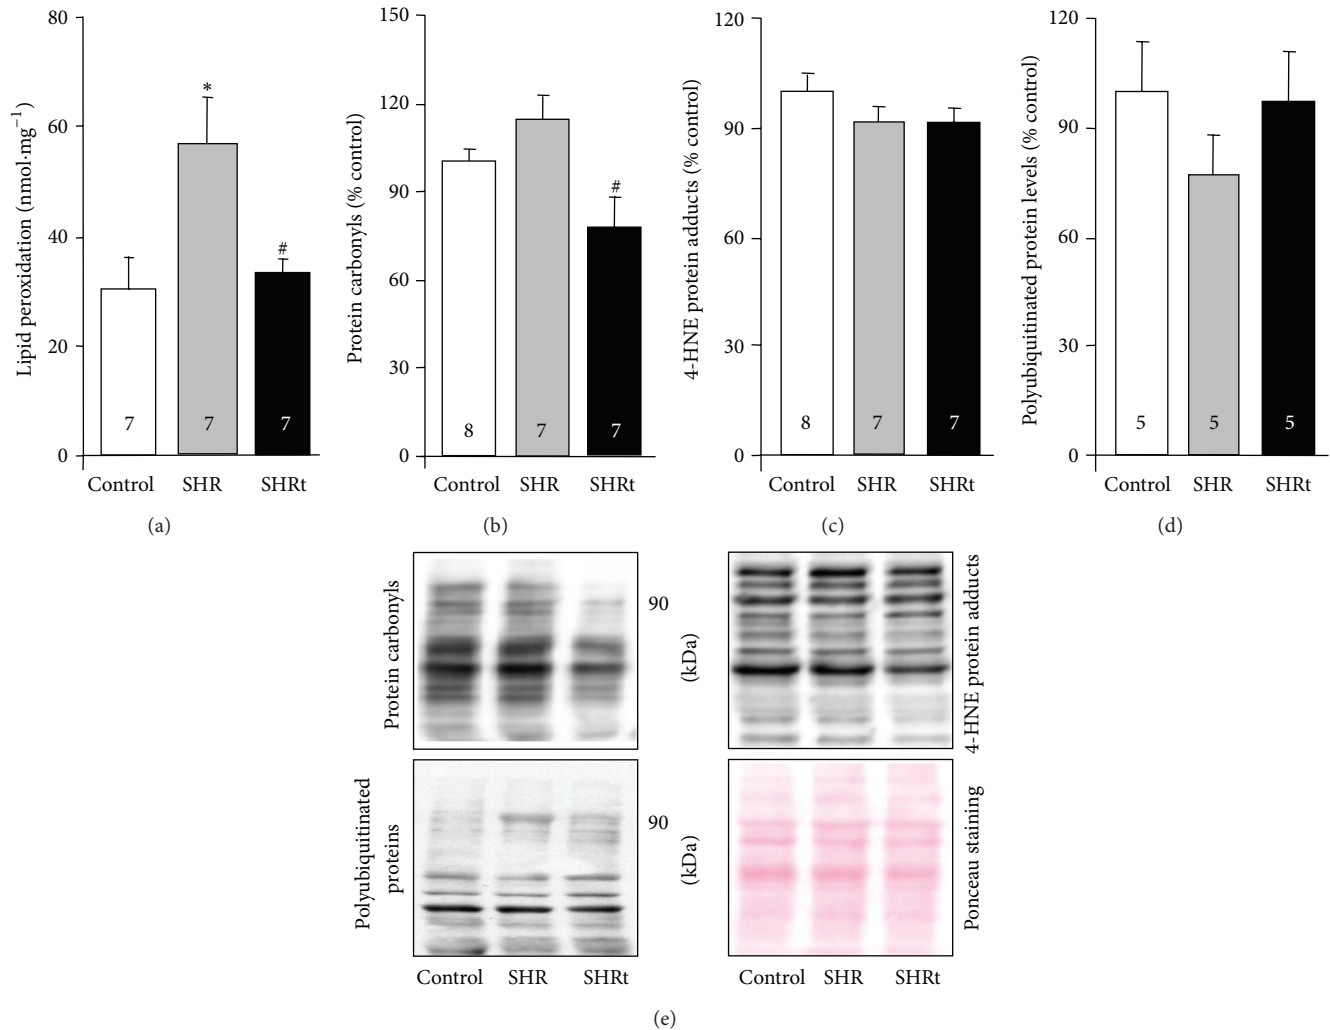 Lipid peroxidation (nmol·mg⁻¹)
80
60
40
20
0
*
#
7
7
7
Control SHR SHRt
(a)
Protein carbonyls (% control)
150
120
90
60
30
0
#
8
7
7
Control SHR SHRt
(b)
4-HNE protein adducts (% control)
120
90
60
30
0
8
7
7
Control SHR SHRt
(c)
Polyubiquitinated protein levels (% control)
120
90
60
30
0
5
5
5
Control SHR SHRt
(d)
Protein carbonyls
90
(kDa)
4-HNE protein adducts
Polyubiquitinated
proteins
90
(kDa)
Ponceau staining
Control SHR SHRt
Control SHR SHRt
(e)